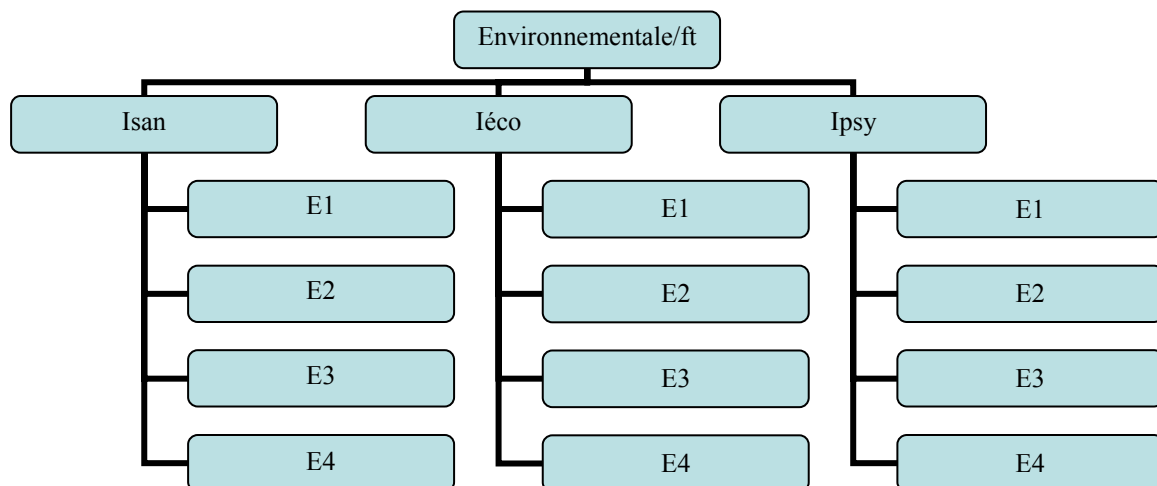 Environnementale/ft
Isan
Iéco
Ipsy
E1
E1
E1
E2
E2
E2
E3
E3
E3
E4
E4
E4